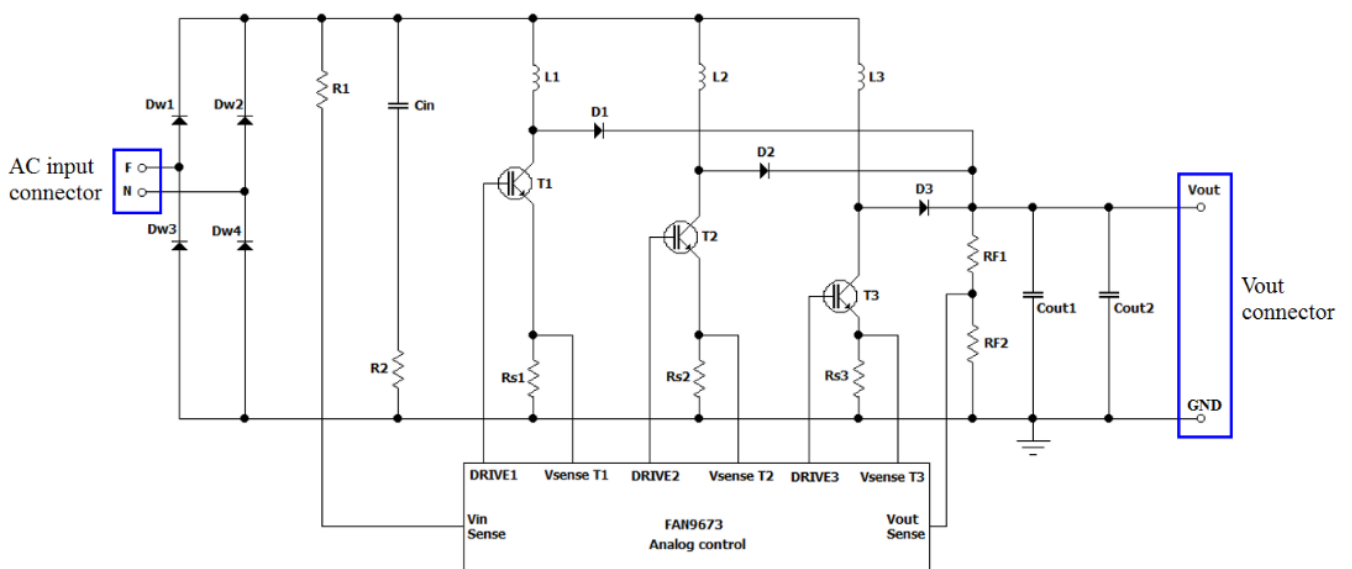 L1
L2
L3
R1
Dw1
Dw2
Cin
D1
AC input
connector
F
N
T1
D2
D3
Vout
Dw3
Dw4
T2
RF1
T3
Cout1
Cout2
Vout
connector
RF2
R2
Rs1
Rs2
Rs3
GND
DRIVE1
Vsense T1
DRIVE2
Vsense T2
DRIVE3
Vsense T3
Vin
Sense
FAN9673
Analog control
Vout
Sense